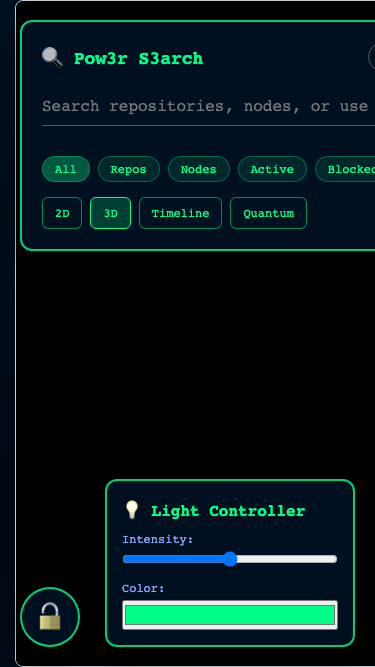 Pow3r S3arch
Search repositories, nodes, or use
All Repos Nodes Active Blocked
2D 3D Timeline Quantum
Light Controller
Intensity:
Color: